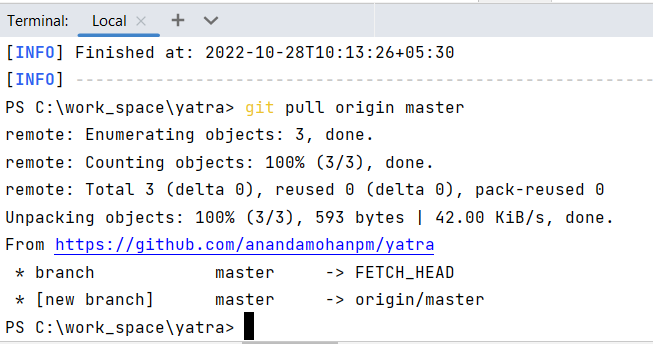 Terminal: Local × + ∨
[INFO] Finished at: 2022-10-28T10:13:26+05:30
[INFO] ------------------------------------------------------------------------
PS C:\work_space\yatra> git pull origin master
remote: Enumerating objects: 3, done.
remote: Counting objects: 100% (3/3), done.
remote: Total 3 (delta 0), reused 0 (delta 0), pack-reused 0
Unpacking objects: 100% (3/3), 593 bytes | 42.00 KiB/s, done.
From https://github.com/anandamohanpm/yatra
 * branch            master     -> FETCH_HEAD
 * [new branch]      master     -> origin/master
PS C:\work_space\yatra>